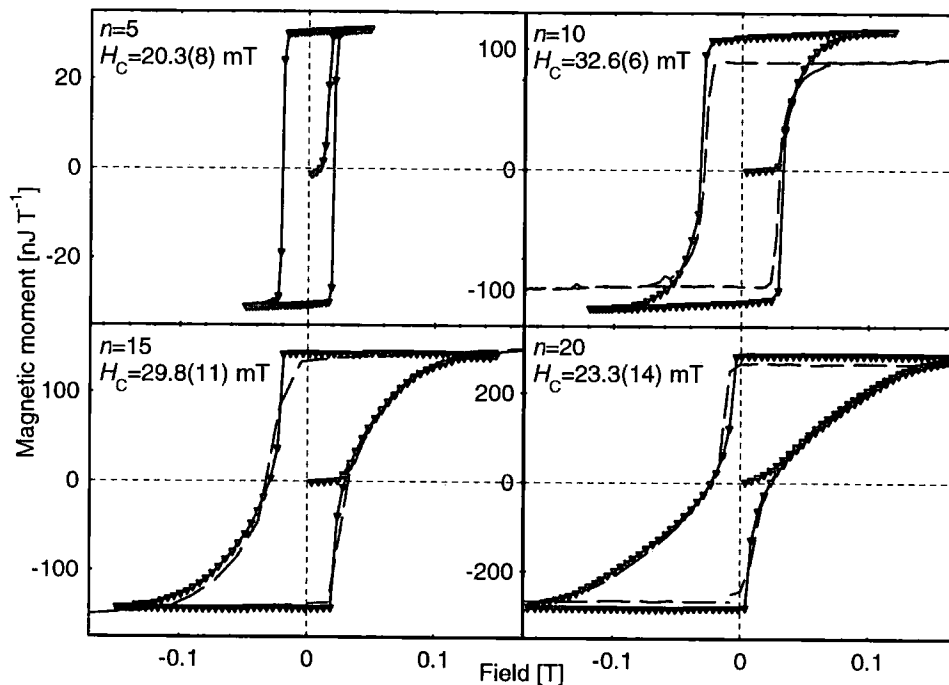 n=5
H_C=20.3(8) mT
n=10
H_C=32.6(6) mT
30
0
-20
100
0
-100
n=15
H_C=29.8(11) mT
n=20
H_C=23.3(14) mT
100
0
-100
200
0
-200
-0.1
0
0.1
-0.1
0
0.1
Magnetic moment [nJ T⁻¹]
Field [T]